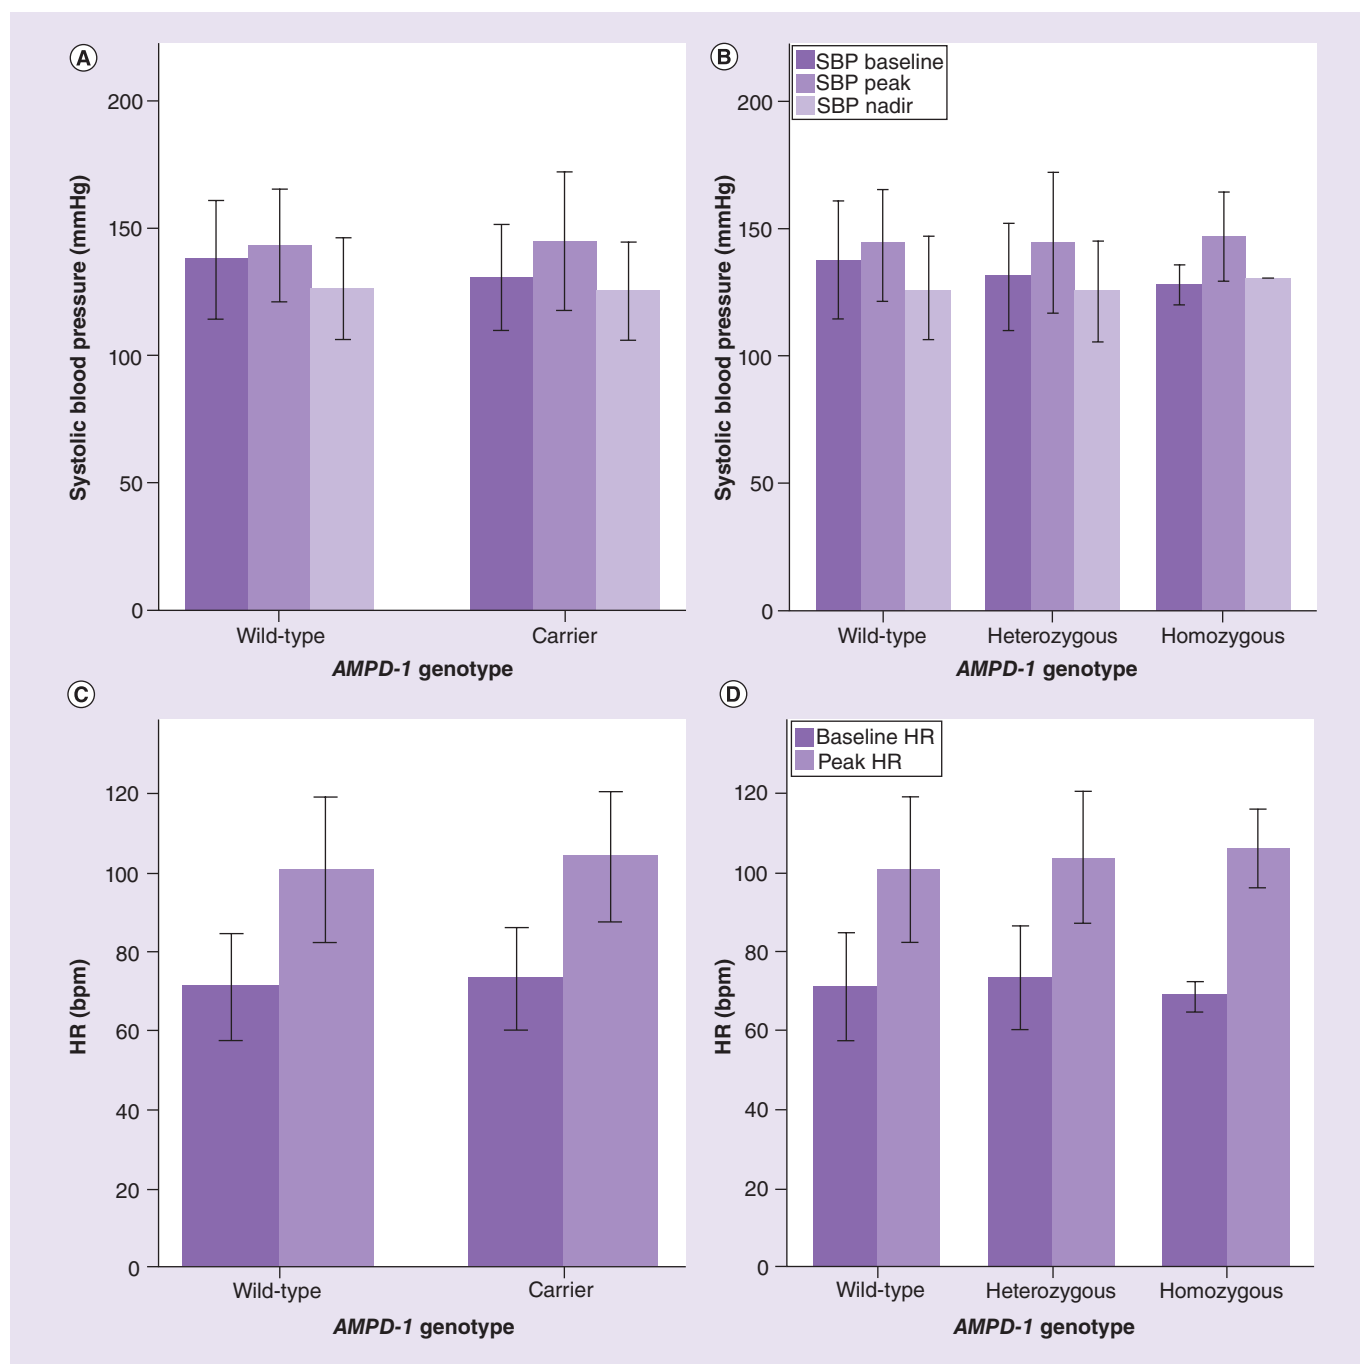 A
200
150
100
50
0
Systolic blood pressure (mmHg)
Wild-type
Carrier
AMPD-1 genotype
B
SBP baseline
SBP peak
SBP nadir
200
150
100
50
0
Systolic blood pressure (mmHg)
Wild-type
Heterozygous
Homozygous
AMPD-1 genotype
C
120
100
80
60
40
20
0
HR (bpm)
Wild-type
Carrier
AMPD-1 genotype
D
Baseline HR
Peak HR
120
100
80
60
40
20
0
HR (bpm)
Wild-type
Heterozygous
Homozygous
AMPD-1 genotype